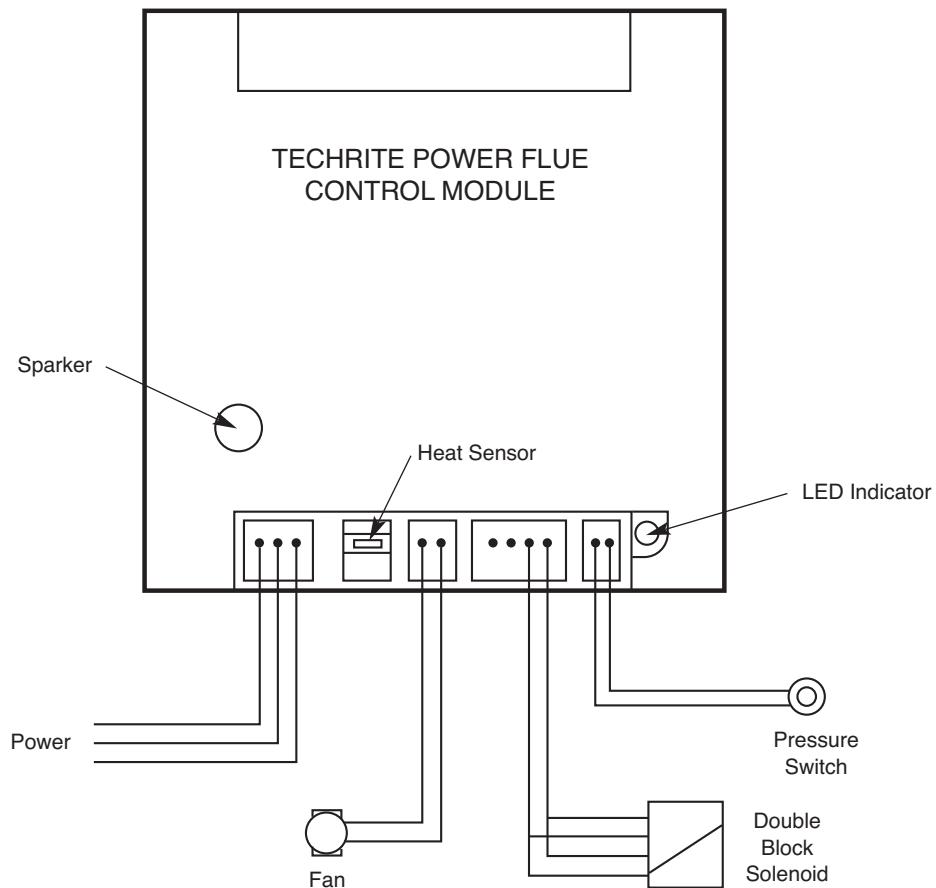 TECHRITE POWER FLUE
CONTROL MODULE
Sparker
Heat Sensor
LED Indicator
Power
Pressure
Switch
Fan
Double
Block
Solenoid